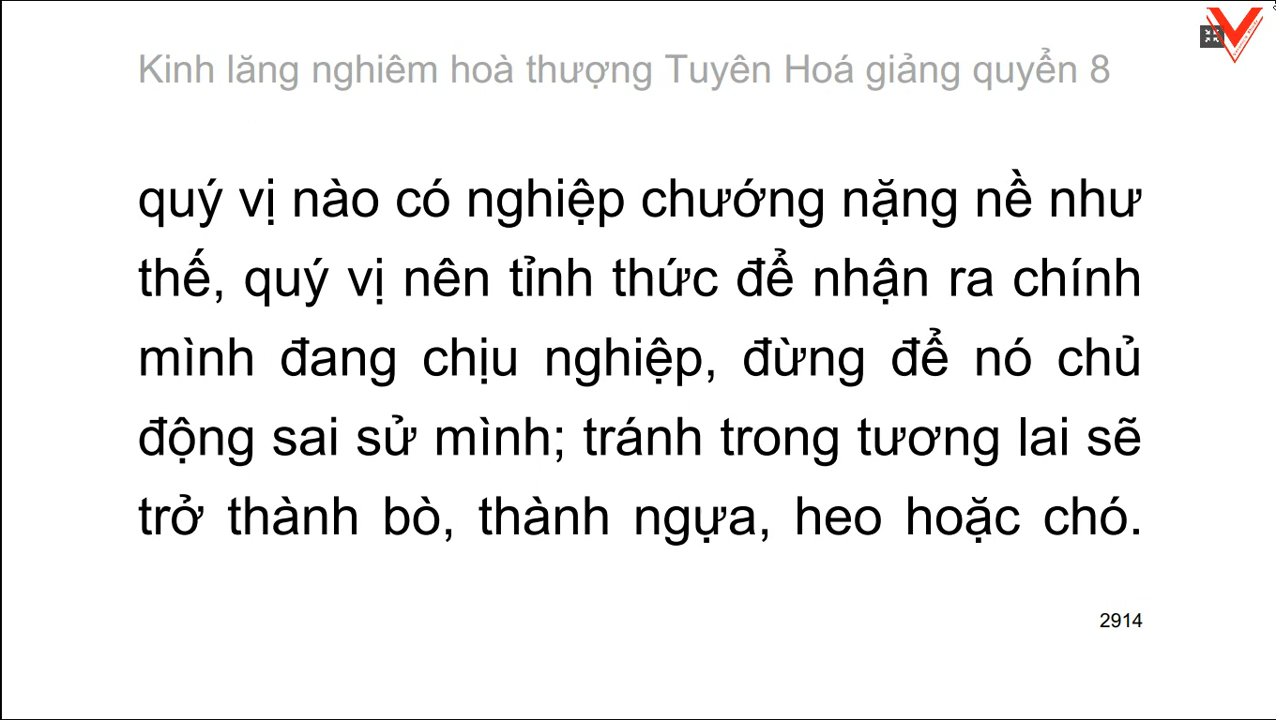 Kinh lăng nghiêm hoà thượng Tuyên Hoá giảng quyển 8
quý vị nào có nghiệp chướng nặng nề như
thế, quý vị nên tỉnh thức để nhận ra chính
mình đang chịu nghiệp, đừng để nó chủ
động sai sử mình; tránh trong tương lai sẽ
trở thành bò, thành ngựa, heo hoặc chó.
2914